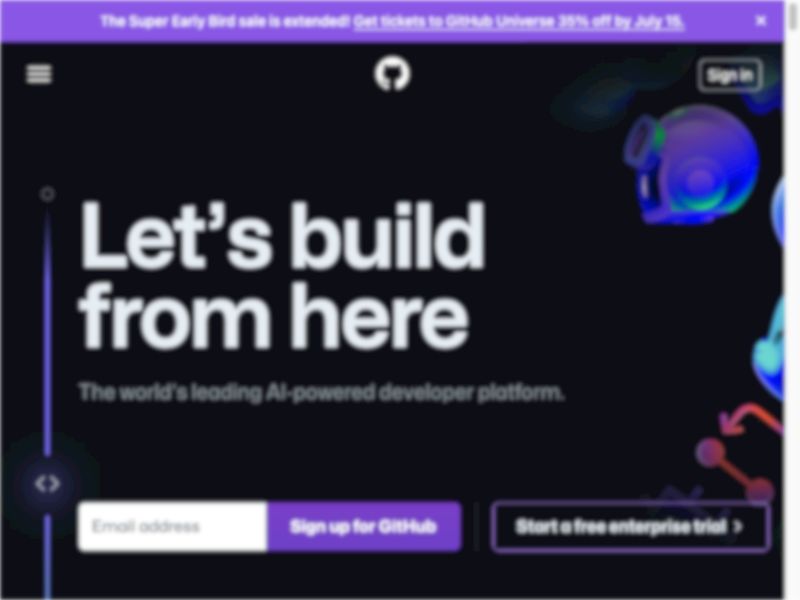 The Super Early Bird sale is extended! Get tickets to GitHub Universe 35% off by July 15.
Sign in
Let’s build
from here
The world's leading AI-powered developer platform.
Email address
Sign up for GitHub
Start a free enterprise trial